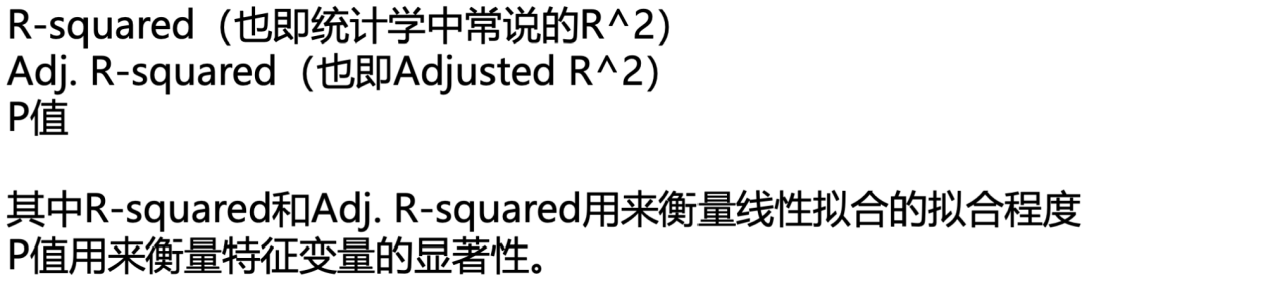 R-squared（也即统计学中常说的R^2）
Adj. R-squared（也即Adjusted R^2）
P值
其中R-squared和Adj. R-squared用来衡量线性拟合的拟合程度
P值用来衡量特征变量的显著性。